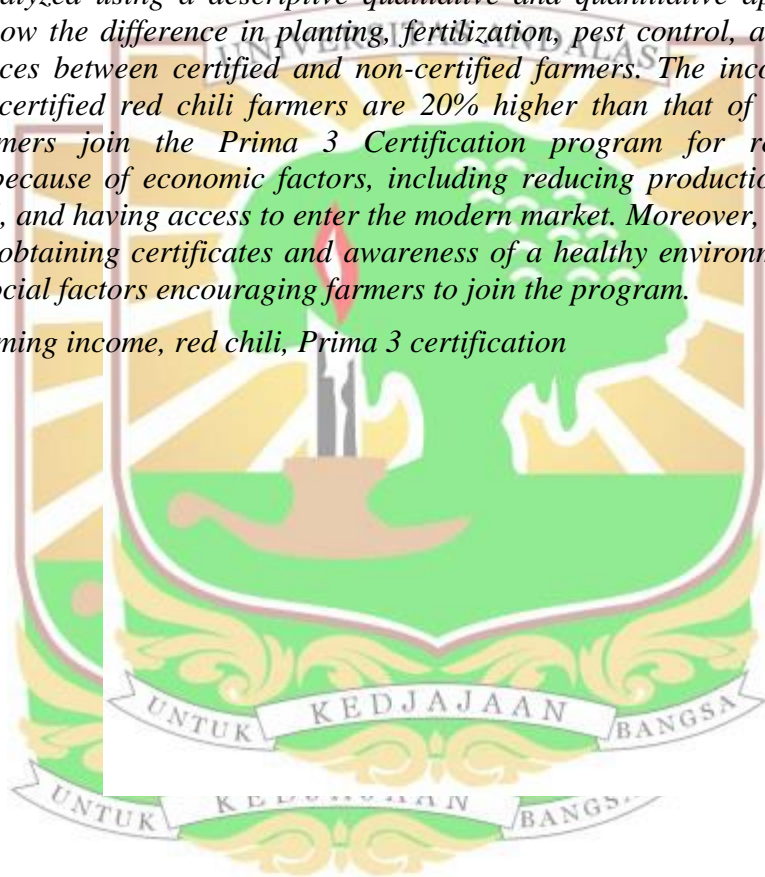 alyzed using a descriptive qualitative and quantitative ap
ow the difference in planting, fertilization, pest control, a
ces between certified and non-certified farmers. The inco
certified red chili farmers are 20% higher than that of
mers join the Prima 3 Certification program for re
because of economic factors, including reducing productio
, and having access to enter the modern market. Moreover,
obtaining certificates and awareness of a healthy environm
ocial factors encouraging farmers to join the program.
ming income, red chili, Prima 3 certification
UNIVERSITAS ANDALAS
UNTUK KEDJAJAAN BANGSA
UNTUK KEDJAJAAN BANGSA